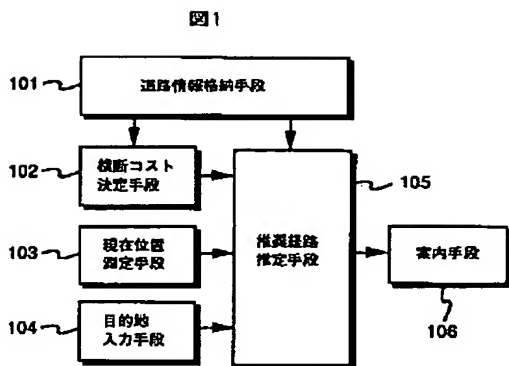 図1
101
道路情報格納手段
102
横断コスト
決定手段
105
103
現在位置
測定手段
推奨経路
推定手段
案内手段
104
目的地
入力手段
106